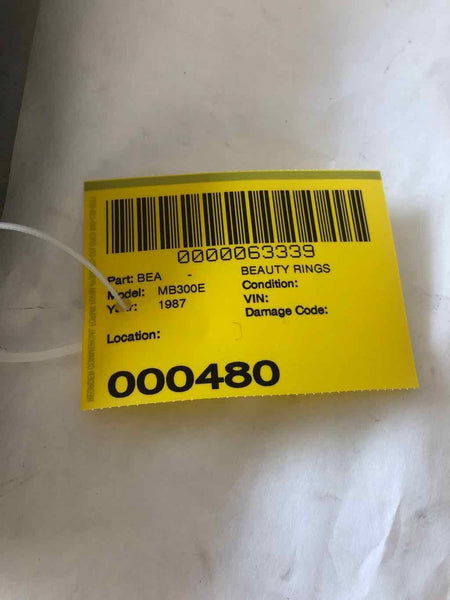 0000063339
Part: BEA - BEAUTY RINGS
Model: MB300E Condition:
Year: 1987 VIN:
Damage Code:
Location:
000480